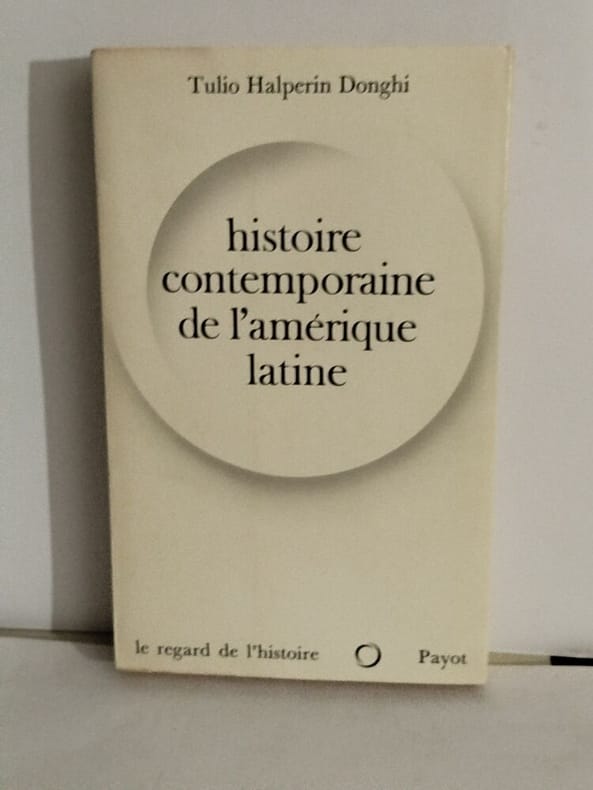 Tulio Halperin Donghi
histoire
contemporaine
de l'amérique
latine
le regard de l'histoire
Payot